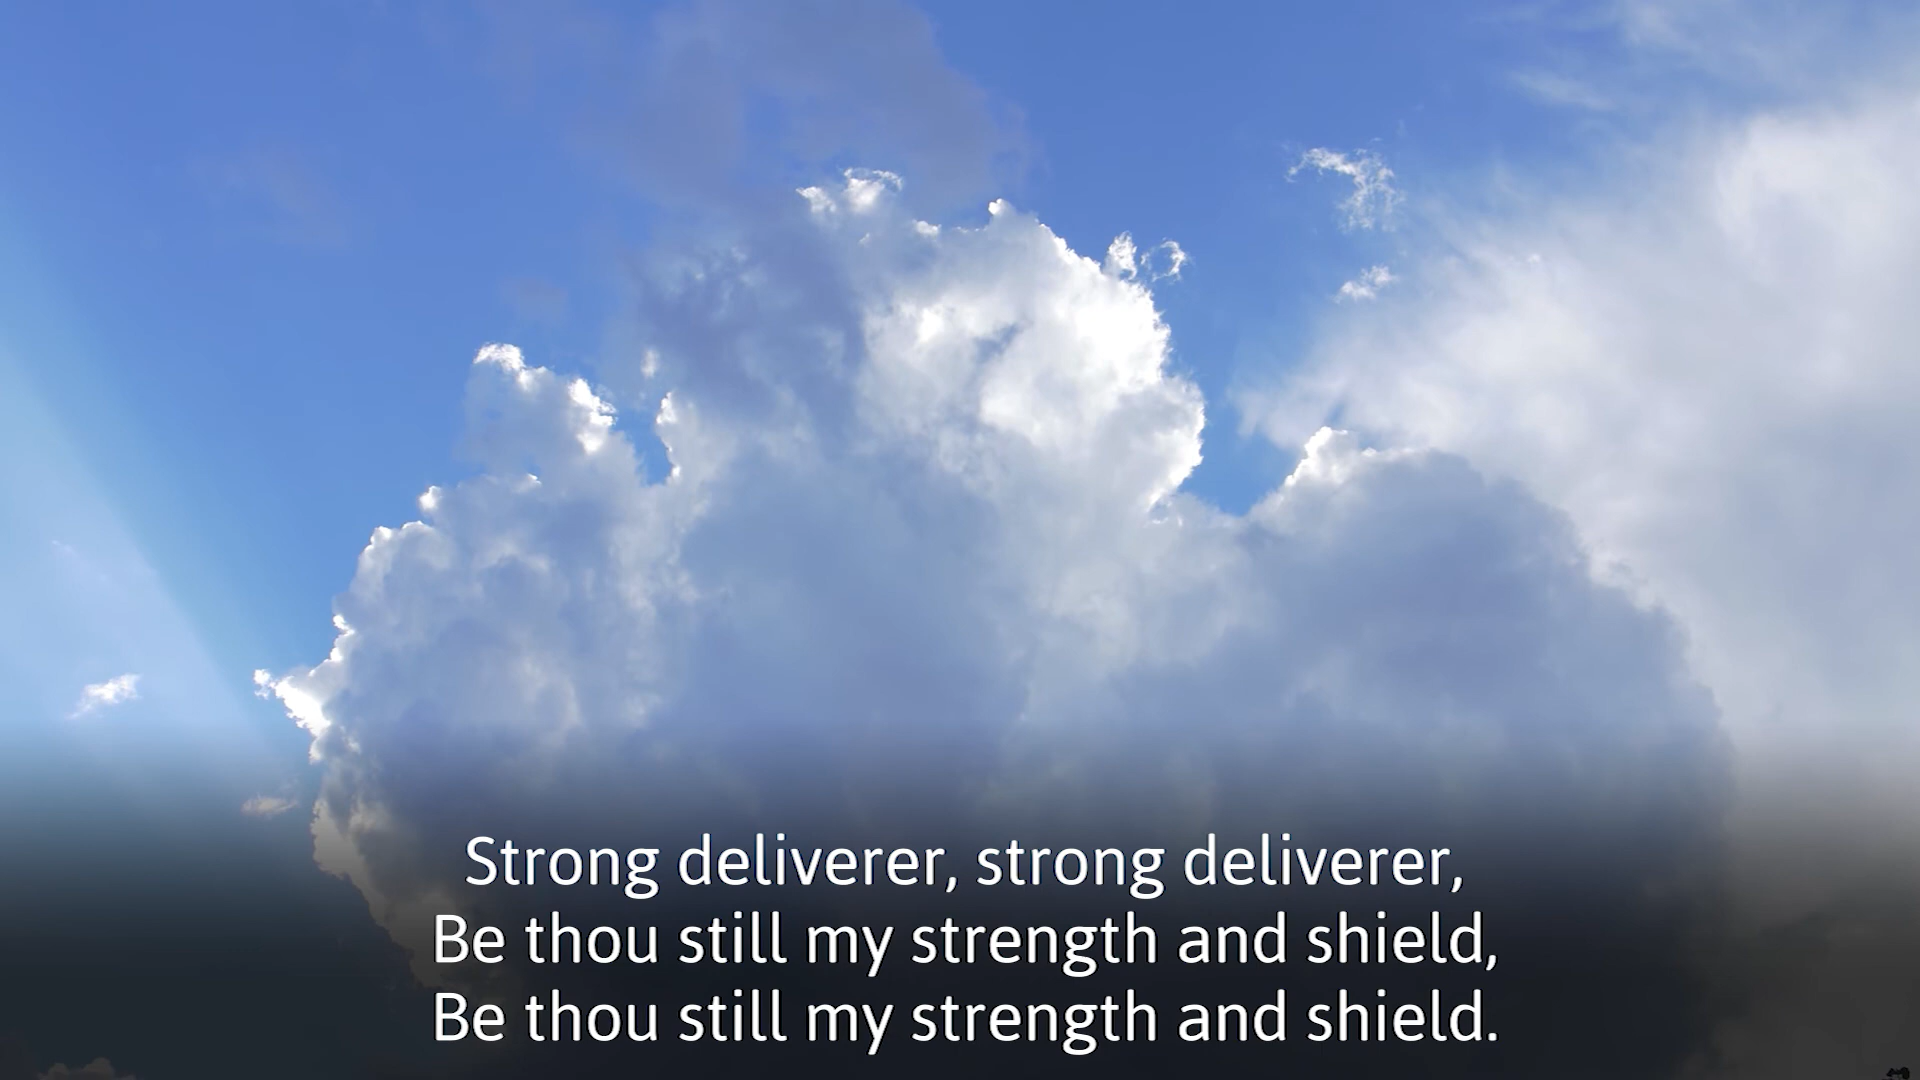 Strong deliverer, strong deliverer,
Be thou still my strength and shield,
Be thou still my strength and shield.